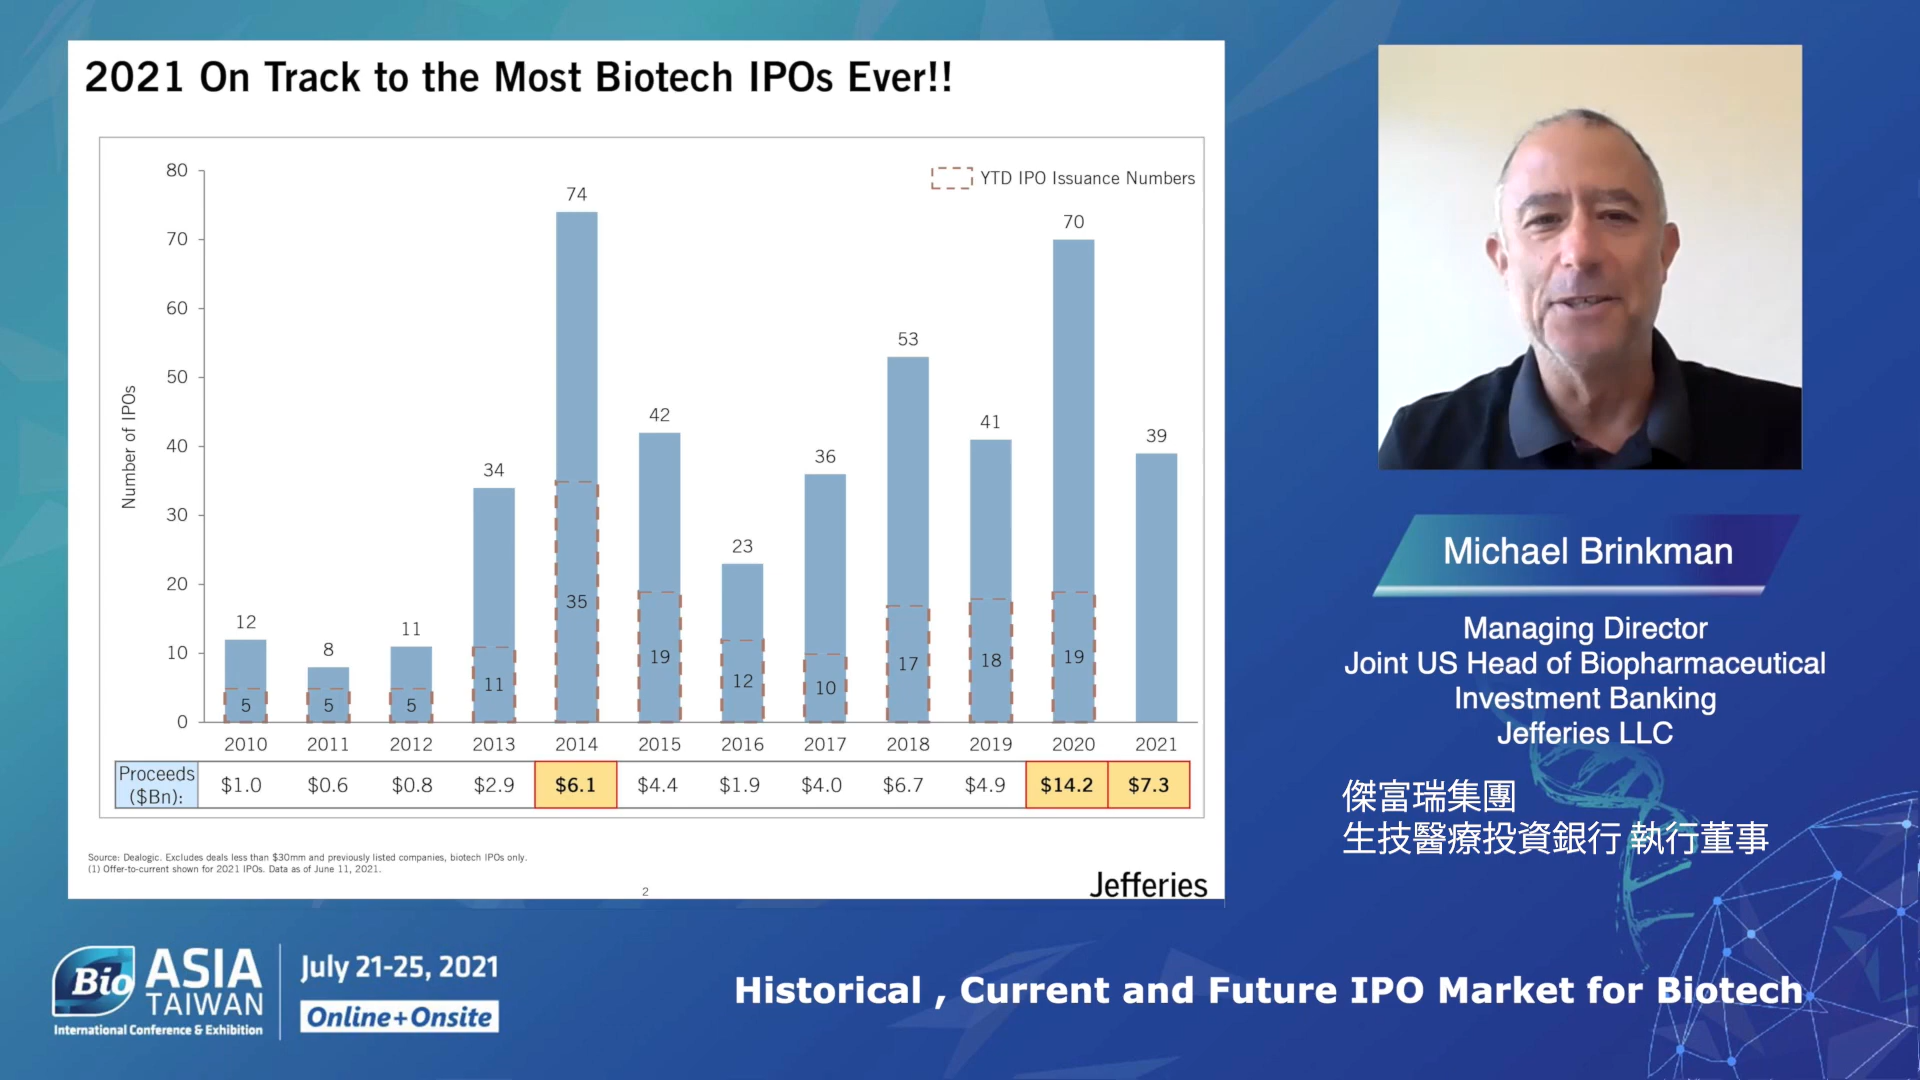 2021 On Track to the Most Biotech IPOs Ever!!
YTD IPO Issuance Numbers
Number of IPOs
80
70
60
50
40
30
20
10
0
12
8
11
34
74
42
23
36
53
41
70
39
5
5
5
11
35
19
12
10
17
18
19
2010 2011 2012 2013 2014 2015 2016 2017 2018 2019 2020 2021
Proceeds
($Bn):
$1.0 $0.6 $0.8 $2.9 $6.1 $4.4 $1.9 $4.0 $6.7 $4.9 $14.2 $7.3
Source: Dealogic. Excludes deals less than $30mm and previously listed companies, biotech IPOs only.
(1) Offer-to-current shown for 2021 IPOs. Data as of June 11, 2021.
2
Jefferies
Michael Brinkman
Managing Director
Joint US Head of Biopharmaceutical
Investment Banking
Jefferies LLC
傑富瑞集團
生技醫療投資銀行 執行董事
Bio ASIA
TAIWAN
International Conference & Exhibition
July 21-25, 2021
Online+Onsite
Historical , Current and Future IPO Market for Biotech